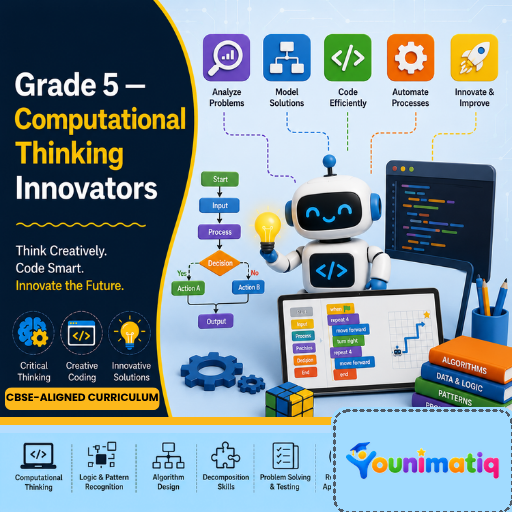 Grade 5 –
Computational
Thinking
Innovators
Think Creatively.
Code Smart.
Innovate the Future.
Critical
Thinking
Creative
Coding
Innovative
Solutions
CBSE-ALIGNED CURRICULUM
Analyze
Problems
Model
Solutions
Code
Efficiently
Automate
Processes
Innovate &
Improve
Start
Input
Process
Decision
Yes
No
Action A
Action B
Output
</>
Input
Process
End
when
repeat 4
move forward
turn right
repeat 4
move forward
end
ALGORITHMS
DATA & LOGIC
PATTERNS
Computational
Thinking
Logic & Pattern
Recognition
Algorithm
Design
Decomposition
Skills
Problem Solving
& Testing
Younimatiq